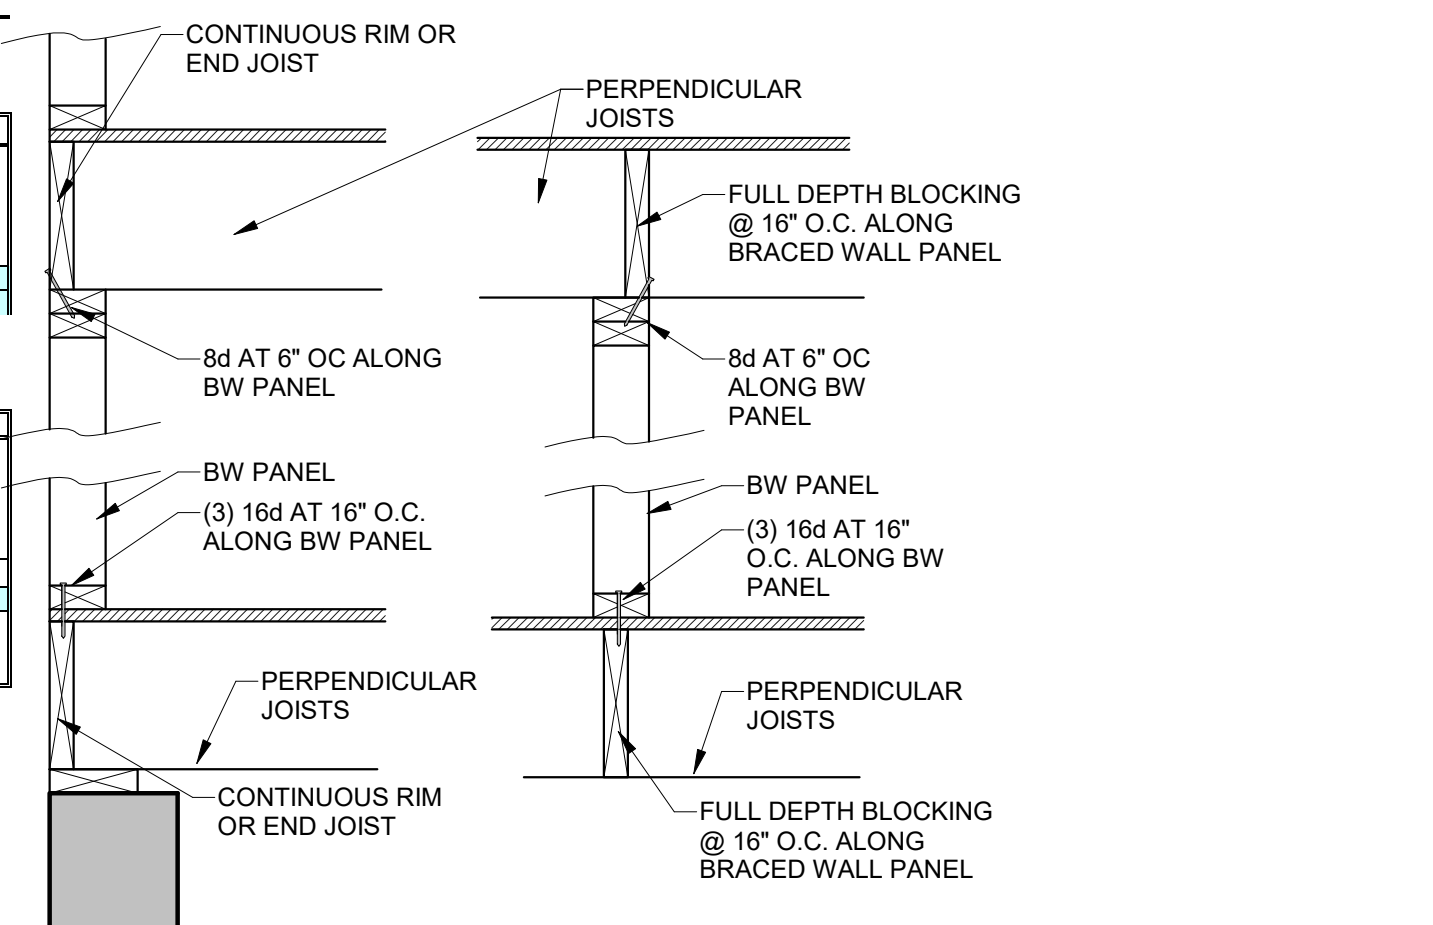 CONTINUOUS RIM OR
END JOIST
PERPENDICULAR
JOISTS
FULL DEPTH BLOCKING
@ 16" O.C. ALONG
BRACED WALL PANEL
8d AT 6" OC ALONG
BW PANEL
8d AT 6" OC
ALONG BW
PANEL
BW PANEL
(3) 16d AT 16" O.C.
ALONG BW PANEL
BW PANEL
(3) 16d AT 16"
O.C. ALONG BW
PANEL
PERPENDICULAR
JOISTS
PERPENDICULAR
JOISTS
CONTINUOUS RIM
OR END JOIST
FULL DEPTH BLOCKING
@ 16" O.C. ALONG
BRACED WALL PANEL